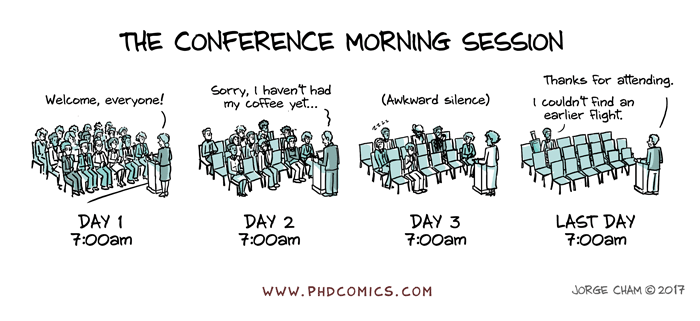 THE CONFERENCE MORNING SESSION
Welcome, everyone!
Sorry, I haven't had
my coffee yet...
(Awkward silence)
zzzz
Thanks for attending.
I couldn't find an
earlier flight.
DAY 1
7:00am
DAY 2
7:00am
DAY 3
7:00am
LAST DAY
7:00am
WWW.PHDCOMICS.COM
JORGE CHAM © 2017